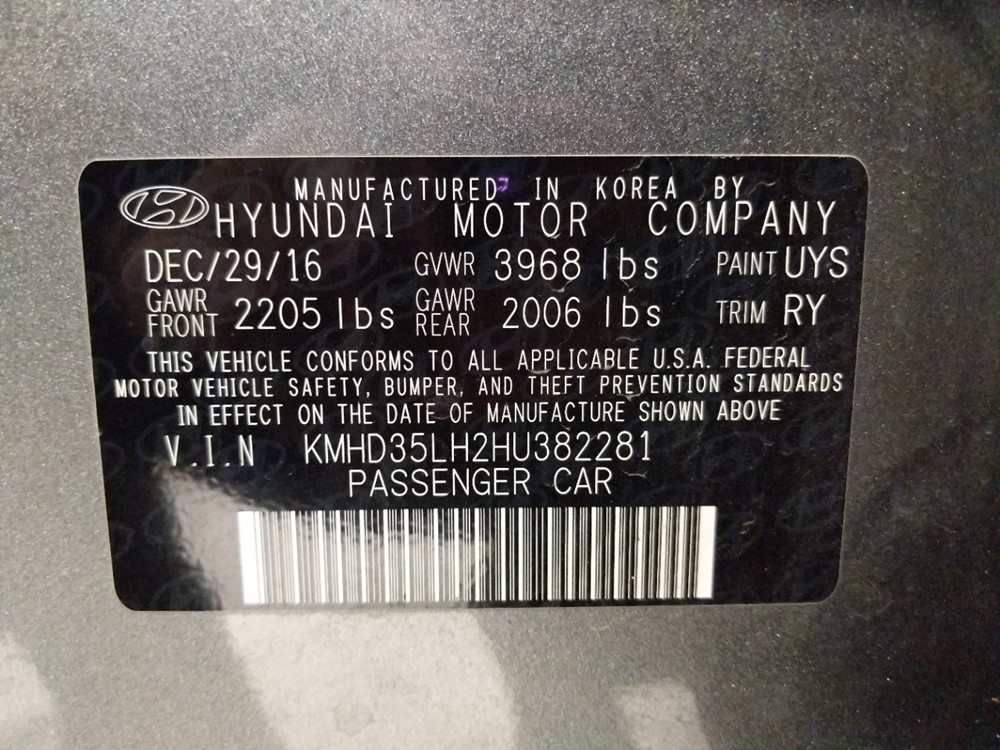 MANUFACTURED IN KOREA BY
HYUNDAI MOTOR COMPANY
DEC/29/16 GVWR 3968 lbs PAINT UYS
GAWR FRONT 2205 lbs GAWR REAR 2006 lbs TRIM RY
THIS VEHICLE CONFORMS TO ALL APPLICABLE U.S.A. FEDERAL
MOTOR VEHICLE SAFETY, BUMPER, AND THEFT PREVENTION STANDARDS
IN EFFECT ON THE DATE OF MANUFACTURE SHOWN ABOVE
V.I.N KMHD35LH2HU382281
PASSENGER CAR